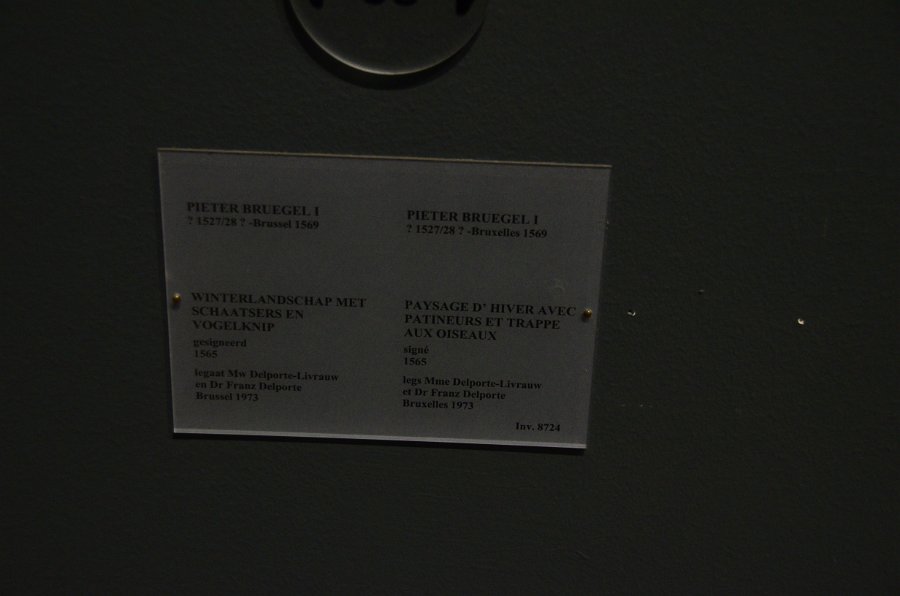 PIETER BRUEGEL I
? 1527/28 ? -Brussel 1569
WINTERLANDSCHAP MET
SCHAATSERS EN
VOGELKNIP
gesigneerd
1565
legaat Mw Delporte-Livrauw
en Dr Franz Delporte
Brussel 1973
PIETER BRUEGEL I
? 1527/28 ? -Bruxelles 1569
PAYSAGE D' HIVER AVEC
PATINEURS ET TRAPPE
AUX OISEAUX
signé
1565
legs Mme Delporte-Livrauw
et Dr Franz Delporte
Bruxelles 1973
Inv. 8724